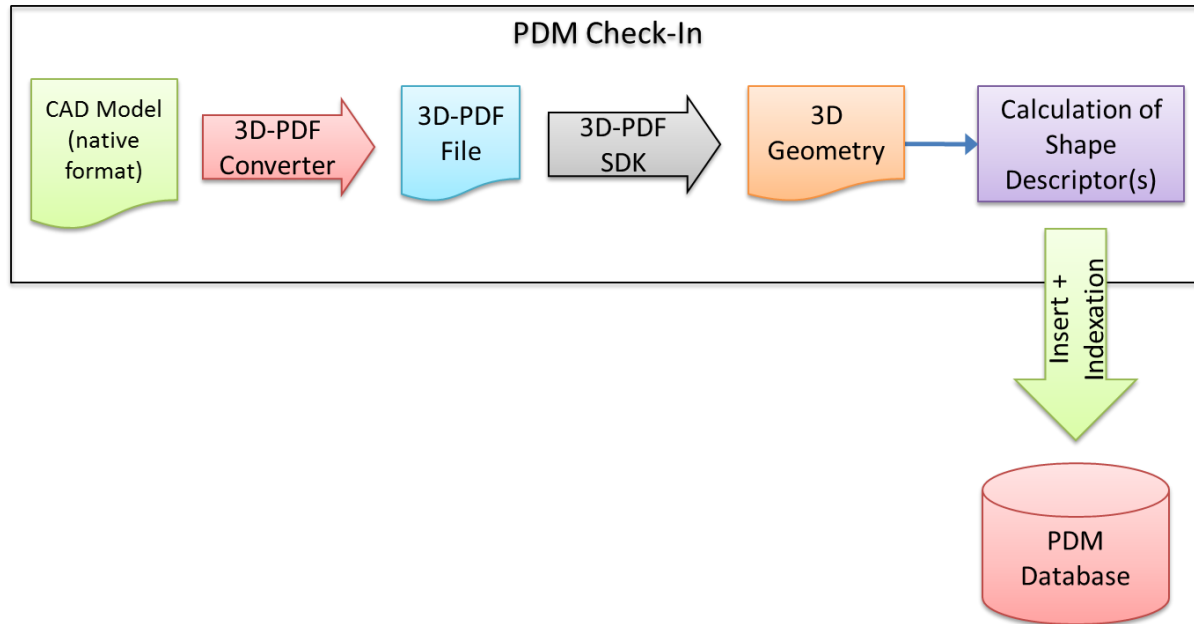 PDM Check-In
CAD Model
(native
format)
3D-PDF
Converter
3D-PDF
File
3D-PDF
SDK
3D
Geometry
Calculation of
Shape
Descriptor(s)
Insert +
Indexation
PDM
Database